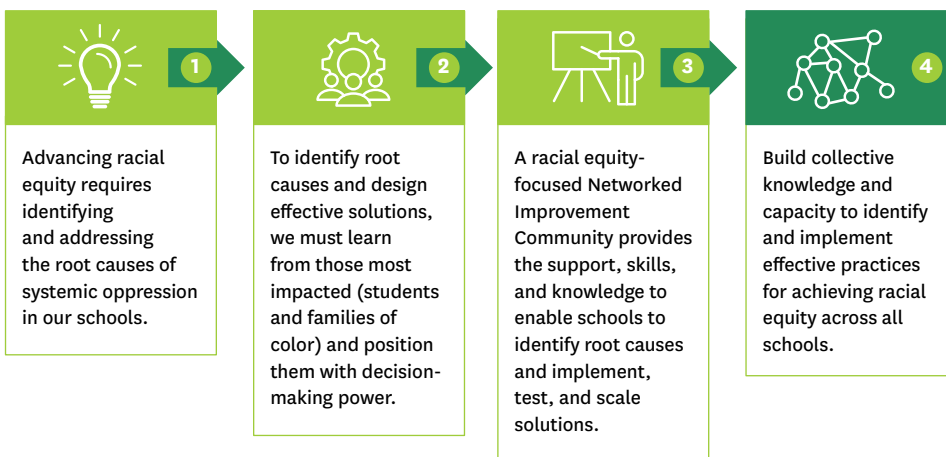 1
Advancing racial
equity requires
identifying
and addressing
the root causes of
systemic oppression
in our schools.
2
To identify root
causes and design
effective solutions,
we must learn
from those most
impacted (students
and families of
color) and position
them with decision-
making power.
3
A racial equity-
focused Networked
Improvement
Community provides
the support, skills,
and knowledge to
enable schools to
identify root causes
and implement,
test, and scale
solutions.
4
Build collective
knowledge and
capacity to identify
and implement
effective practices
for achieving racial
equity across all
schools.